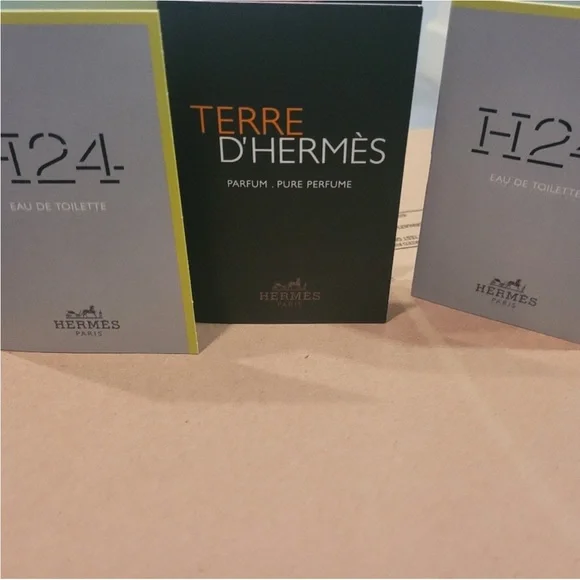 H24
EAU DE TOILETTE
HERMÈS
PARIS
TERRE
D'HERMÈS
PARFUM . PURE PERFUME
HERMÈS
PARIS
H24
EAU DE TOILETTE
HERMÈS
PARIS